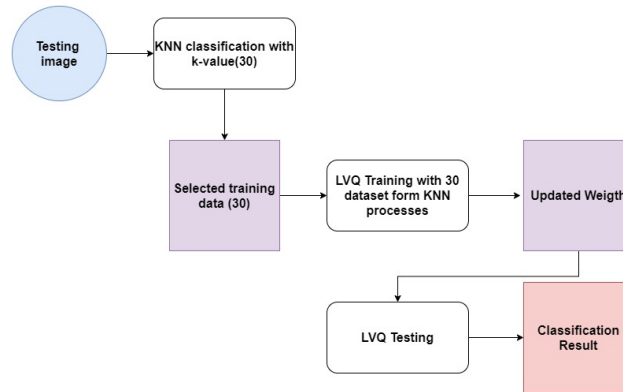 Testing
image
KNN classification with
k-value(30)
Selected training
data (30)
LVQ Training with 30
dataset form KNN
processes
Updated Weigth
LVQ Testing
Classification
Result